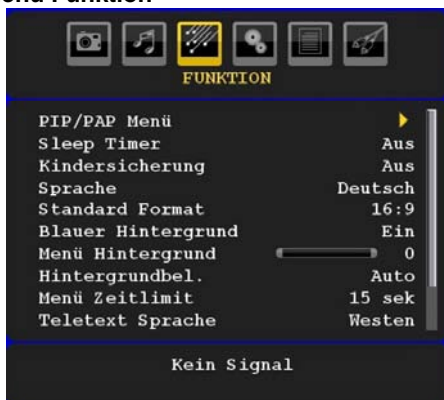 FUNKTION
PIP/PAP Menü
Sleep Timer Aus
Kindersicherung Aus
Sprache Deutsch
Standard Format 16:9
Blauer Hintergrund Ein
Menü Hintergrund 0
Hintergrundbel. Auto
Menü Zeitlimit 15 sek
Teletext Sprache Westen
Kein Signal